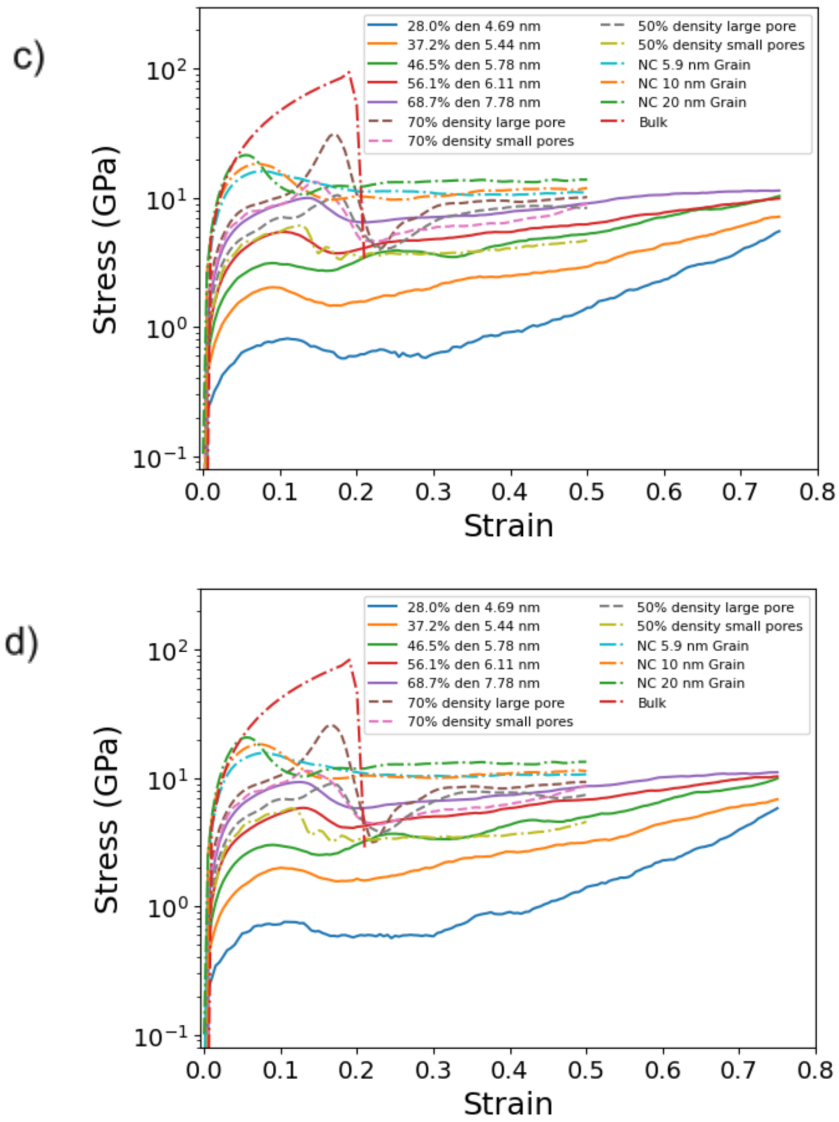 c)
Stress (GPa)
10²
10¹
10⁰
10⁻¹
28.0% den 4.69 nm
37.2% den 5.44 nm
46.5% den 5.78 nm
56.1% den 6.11 nm
68.7% den 7.78 nm
70% density large pore
70% density small pores
50% density large pore
50% density small pores
NC 5.9 nm Grain
NC 10 nm Grain
NC 20 nm Grain
Bulk
0.0 0.1 0.2 0.3 0.4 0.5 0.6 0.7 0.8
Strain
d)
Stress (GPa)
10²
10¹
10⁰
10⁻¹
28.0% den 4.69 nm
37.2% den 5.44 nm
46.5% den 5.78 nm
56.1% den 6.11 nm
68.7% den 7.78 nm
70% density large pore
70% density small pores
50% density large pore
50% density small pores
NC 5.9 nm Grain
NC 10 nm Grain
NC 20 nm Grain
Bulk
0.0 0.1 0.2 0.3 0.4 0.5 0.6 0.7 0.8
Strain